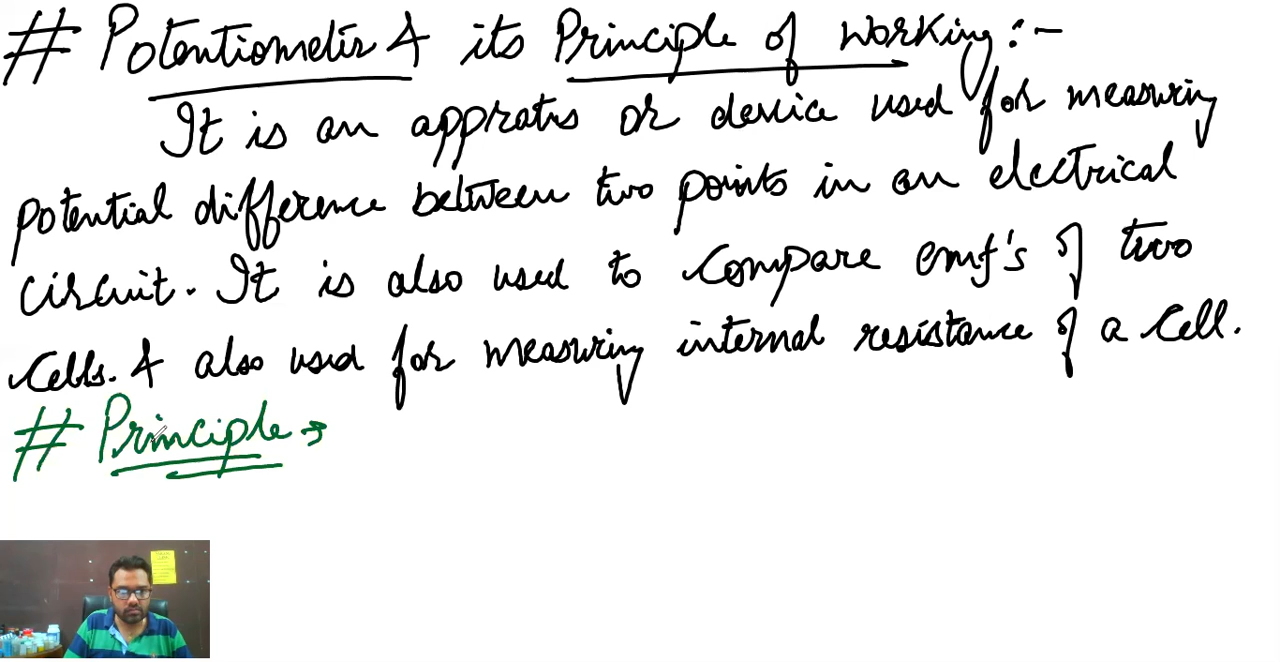 # Potentiometer & its Principle of Working :-
It is an appratus or device used for measuring
potential difference between two points in an electrical
circuit. It is also used to Compare emf's of two
Cells. & also used for measuring internal resistance of a Cell.
# Principle →